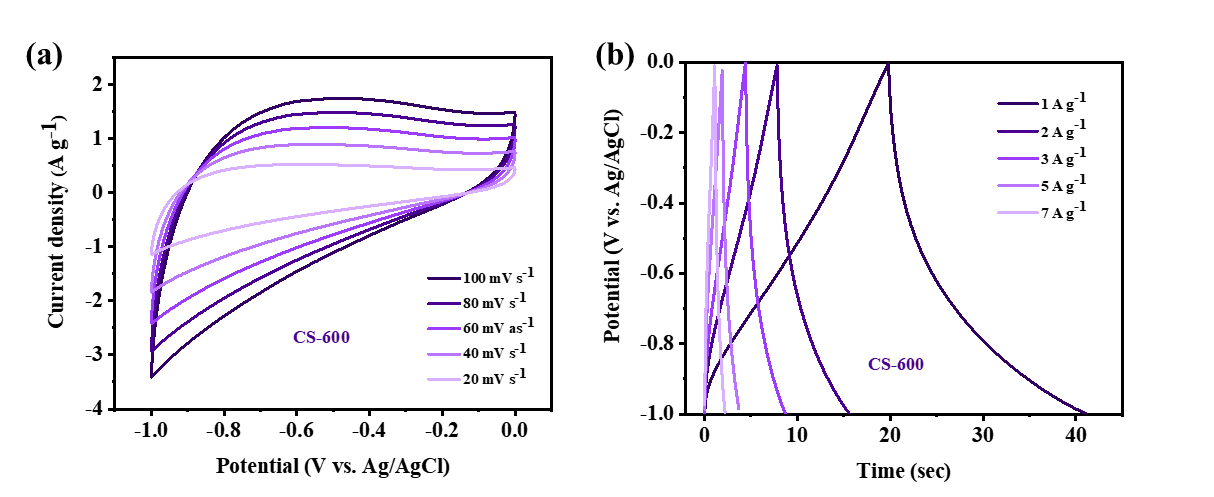 (a)
2
1
0
-1
-2
-3
-4
-1.0
-0.8
-0.6
-0.4
-0.2
0.0
Current density (A g-1)
Potential (V vs. Ag/AgCl)
100 mV s-1
80 mV s-1
60 mV as-1
40 mV s-1
20 mV s-1
CS-600
(b)
0.0
-0.2
-0.4
-0.6
-0.8
-1.0
0
10
20
30
40
Potential (V vs. Ag/AgCl)
Time (sec)
1 A g-1
2 A g-1
3 A g-1
5 A g-1
7 A g-1
CS-600